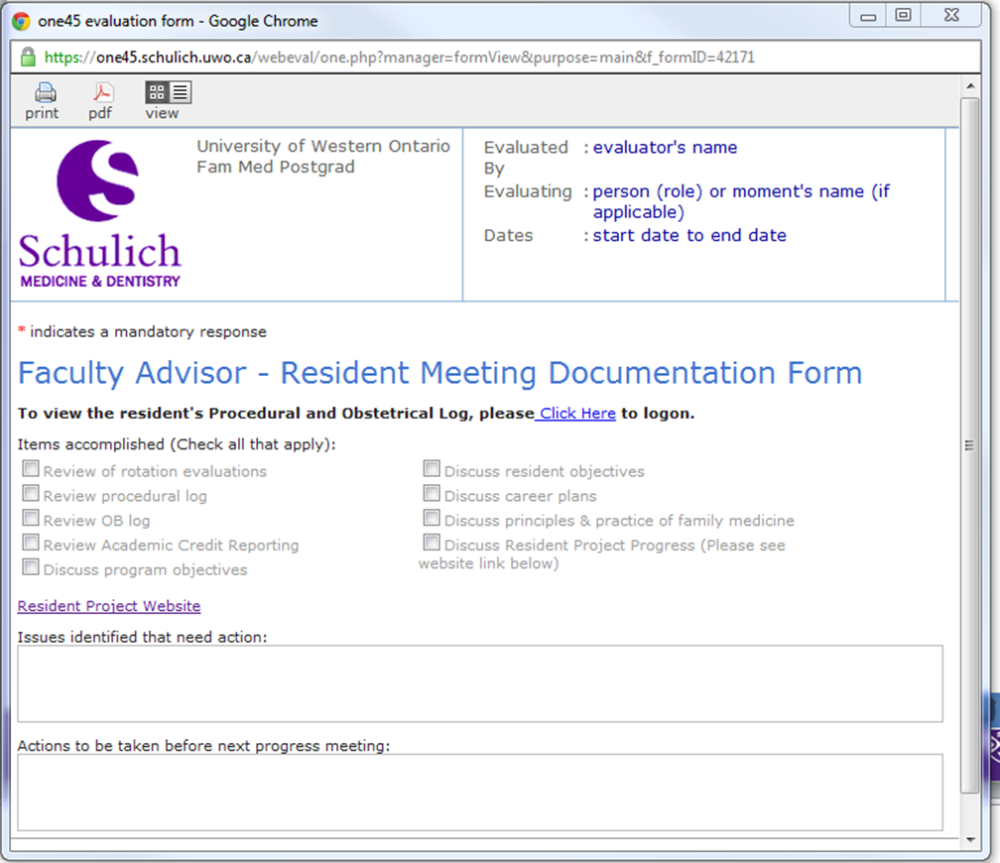 one45 evaluation form - Google Chrome
https://one45.schulich.uwo.ca/webeval/one.php?manager=formView&purpose=main&f_formID=42171
print pdf view
Schulich
MEDICINE & DENTISTRY
University of Western Ontario
Fam Med Postgrad
Evaluated By : evaluator's name
Evaluating : person (role) or moment's name (if
applicable)
Dates : start date to end date
* indicates a mandatory response
Faculty Advisor - Resident Meeting Documentation Form
To view the resident's Procedural and Obstetrical Log, please Click Here to logon.
Items accomplished (Check all that apply):
Review of rotation evaluations
Review procedural log
Review OB log
Review Academic Credit Reporting
Discuss program objectives
Discuss resident objectives
Discuss career plans
Discuss principles & practice of family medicine
Discuss Resident Project Progress (Please see
website link below)
Resident Project Website
Issues identified that need action:
Actions to be taken before next progress meeting: